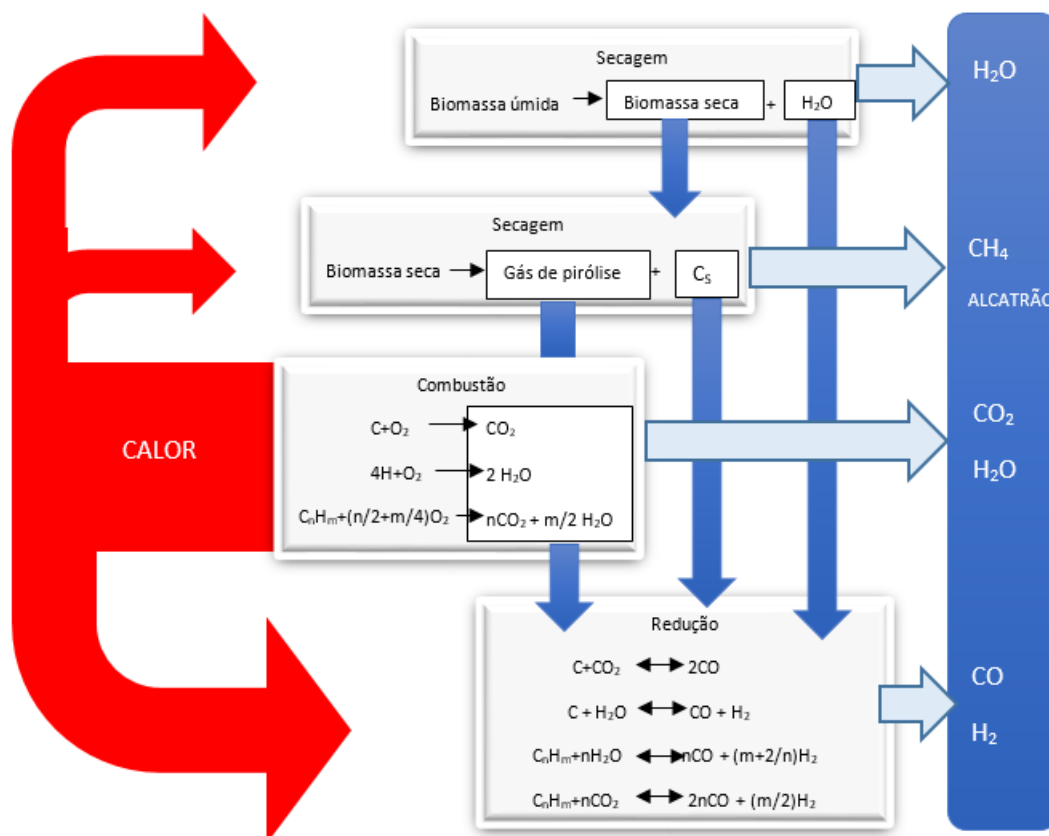 Secagem
Biomassa úmida Biomassa seca + H₂O
H₂O
Secagem
Biomassa seca Gás de pirólise + Cₛ
CH₄
ALCATRÃO
CALOR
Combustão
C+O₂ CO₂
4H+O₂ 2 H₂O
CₙHₘ+(n/2+m/4)O₂ nCO₂ + m/2 H₂O
CO₂
H₂O
Redução
C+CO₂ 2CO
C + H₂O CO + H₂
CₙHₘ+nH₂O nCO + (m+2/n)H₂
CₙHₘ+nCO₂ 2nCO + (m/2)H₂
CO
H₂